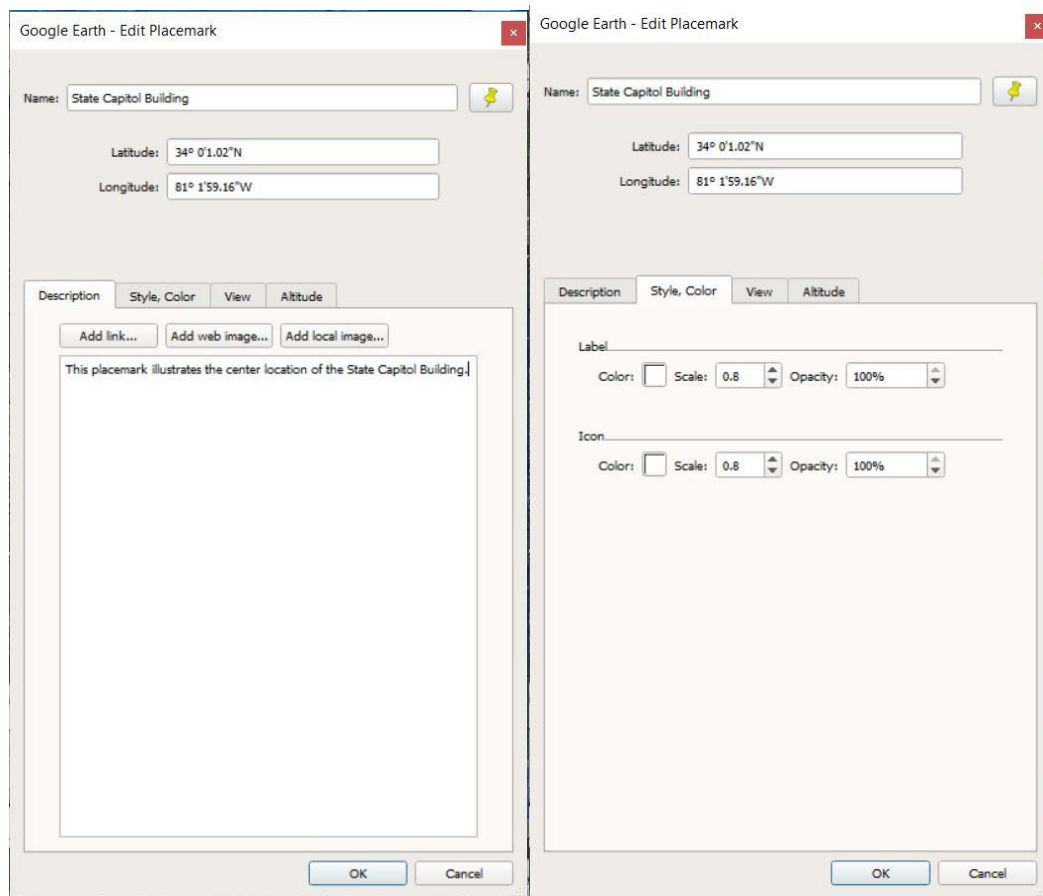 Google Earth - Edit Placemark
Name: State Capitol Building
Latitude: 34° 0'1.02"N
Longitude: 81° 1'59.16"W
Description Style, Color View Altitude
Add link... Add web image... Add local image...
This placemark illustrates the center location of the State Capitol Building.
OK Cancel
Google Earth - Edit Placemark
Name: State Capitol Building
Latitude: 34° 0'1.02"N
Longitude: 81° 1'59.16"W
Description Style, Color View Altitude
Label
Color: Scale: 0.8 Opacity: 100%
Icon
Color: Scale: 0.8 Opacity: 100%
OK Cancel